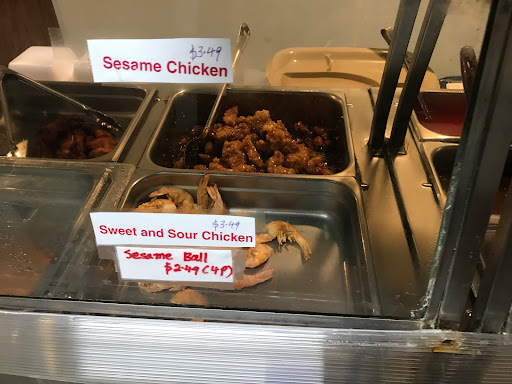 $3.49
Sesame Chicken
$3.49
Sweet and Sour Chicken
Sesame Ball
$2.49 (4P)